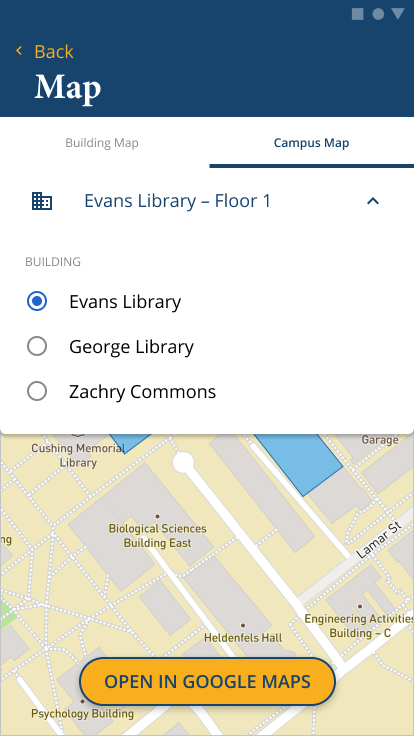 Back
Map
Building Map
Campus Map
Evans Library – Floor 1
BUILDING
Evans Library
George Library
Zachry Commons
Cushing Memorial
Library
Garage
ng
Biological Sciences
Building East
Lamar St
Engineering Activities
Building – C
Heldenfels Hall
OPEN IN GOOGLE MAPS
Psychology Building